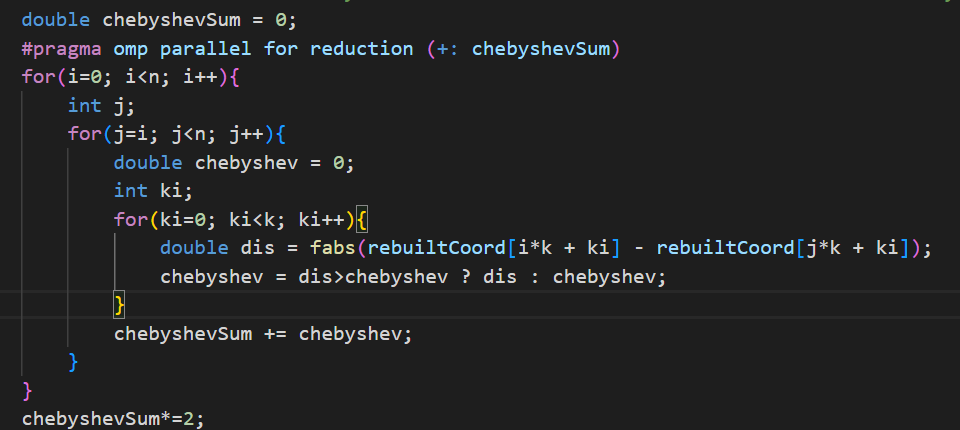 double chebyshevSum = 0;
#pragma omp parallel for reduction (+: chebyshevSum)
for(i=0; i<n; i++){
    int j;
    for(j=i; j<n; j++){
        double chebyshev = 0;
        int ki;
        for(ki=0; ki<k; ki++){
            double dis = fabs(rebuiltCoord[i*k + ki] - rebuiltCoord[j*k + ki]);
            chebyshev = dis>chebyshev ? dis : chebyshev;
        }
        chebyshevSum += chebyshev;
    }
}
chebyshevSum*=2;